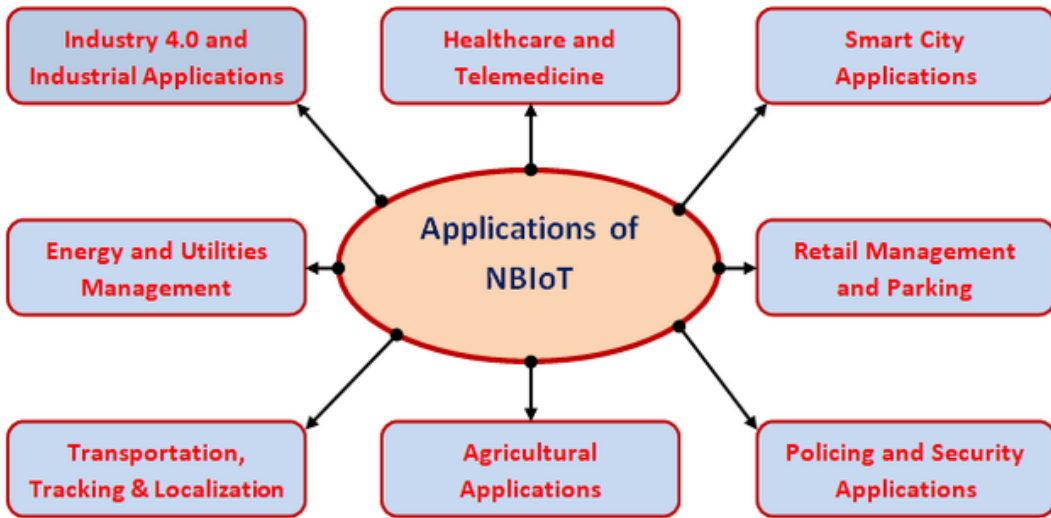 Industry 4.0 and
Industrial Applications
Healthcare and
Telemedicine
Smart City
Applications
Applications of
NBIoT
Energy and Utilities
Management
Retail Management
and Parking
Transportation,
Tracking & Localization
Agricultural
Applications
Policing and Security
Applications